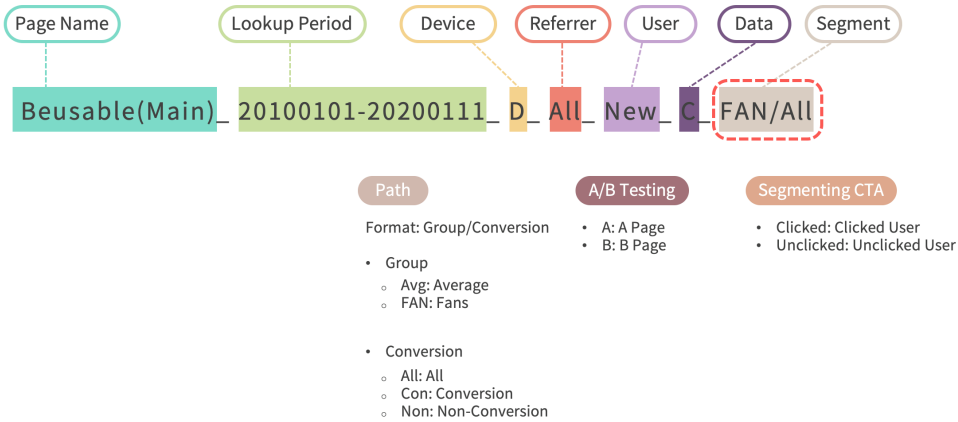 Page Name
Lookup Period
Device
Referrer
User
Data
Segment
Beusable(Main)_ 20100101-20200111_ D_ All_ New_ C_ FAN/All
Path
Format: Group/Conversion
• Group
○ Avg: Average
○ FAN: Fans
• Conversion
○ All: All
○ Con: Conversion
○ Non: Non-Conversion
A/B Testing
• A: A Page
• B: B Page
Segmenting CTA
• Clicked: Clicked User
• Unclicked: Unclicked User